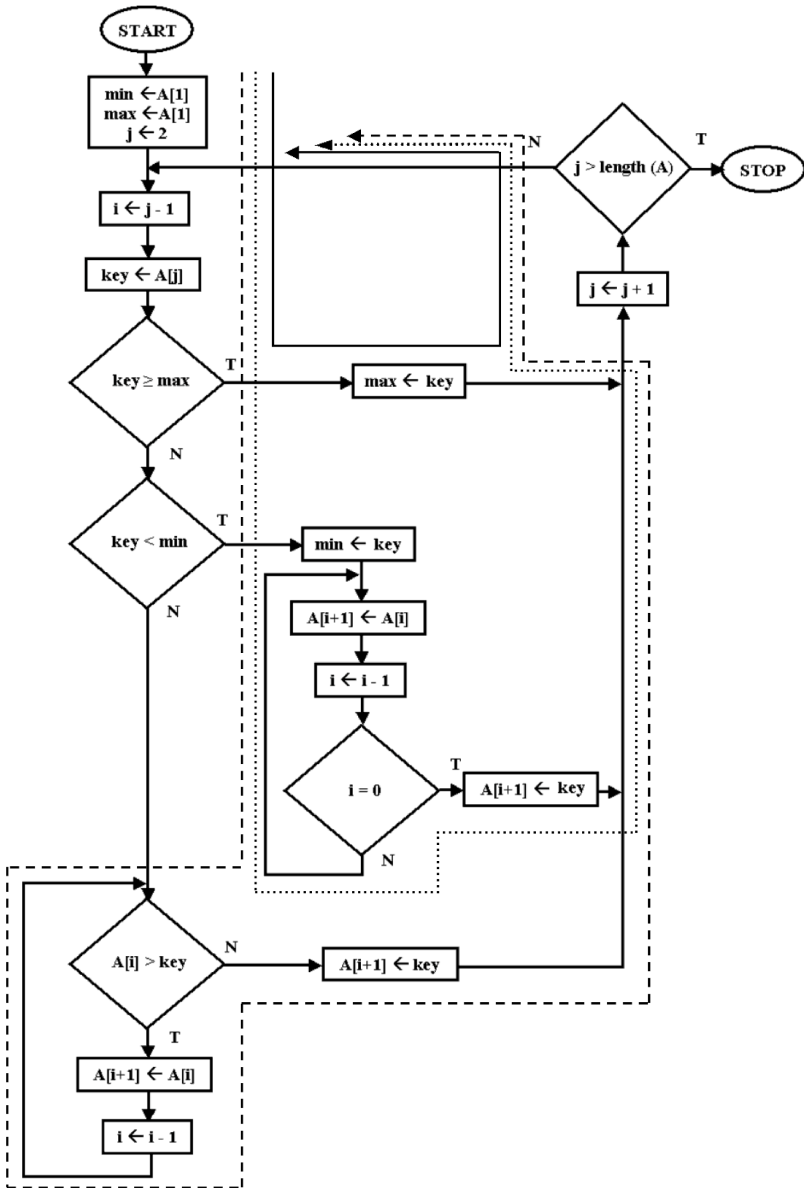 START
min ←A[1]
max ←A[1]
j ← 2
N
j > length (A)
T
STOP
i ← j - 1
key ← A[j]
j ← j + 1
key ≥ max
T
max ← key
N
key < min
T
min ← key
N
A[i+1] ← A[i]
i ← i - 1
i = 0
T
A[i+1] ← key
N
A[i] > key
N
A[i+1] ← key
T
A[i+1] ← A[i]
i ← i - 1